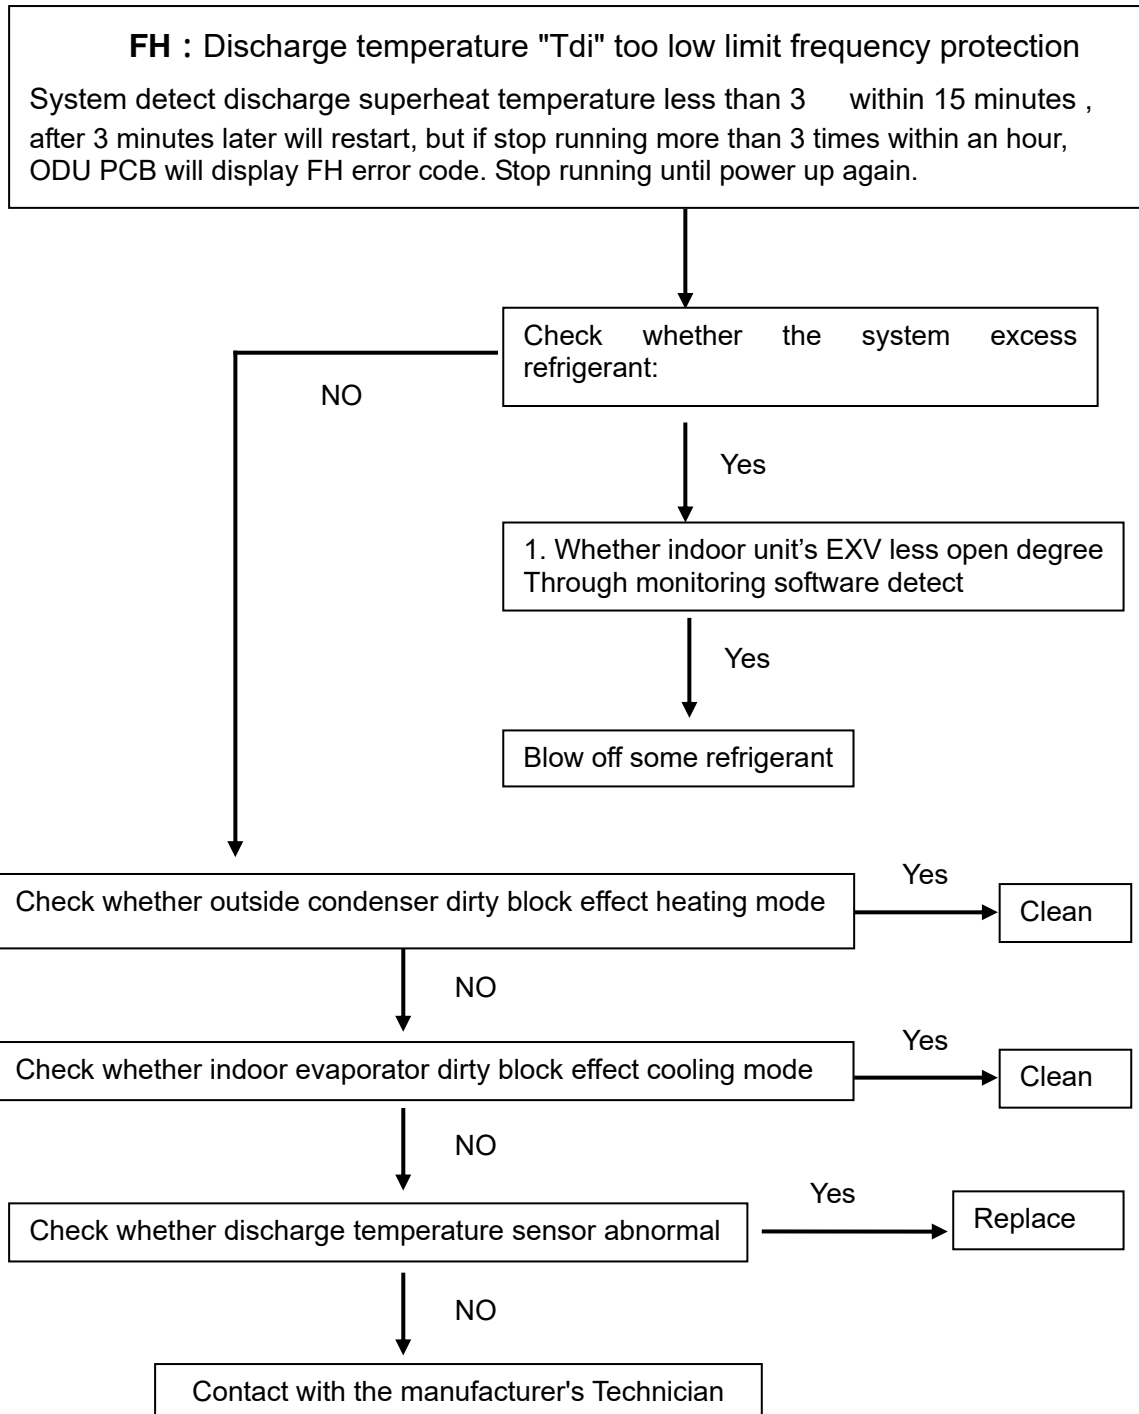 FH：Discharge temperature "Tdi" too low limit frequency protection
System detect discharge superheat temperature less than 3 within 15 minutes ,
after 3 minutes later will restart, but if stop running more than 3 times within an hour,
ODU PCB will display FH error code. Stop running until power up again.
Check whether the system excess
refrigerant:
NO
Yes
1. Whether indoor unit’s EXV less open degree
Through monitoring software detect
Yes
Blow off some refrigerant
Check whether outside condenser dirty block effect heating mode
Yes
Clean
NO
Check whether indoor evaporator dirty block effect cooling mode
Yes
Clean
NO
Check whether discharge temperature sensor abnormal
Yes
Replace
NO
Contact with the manufacturer's Technician